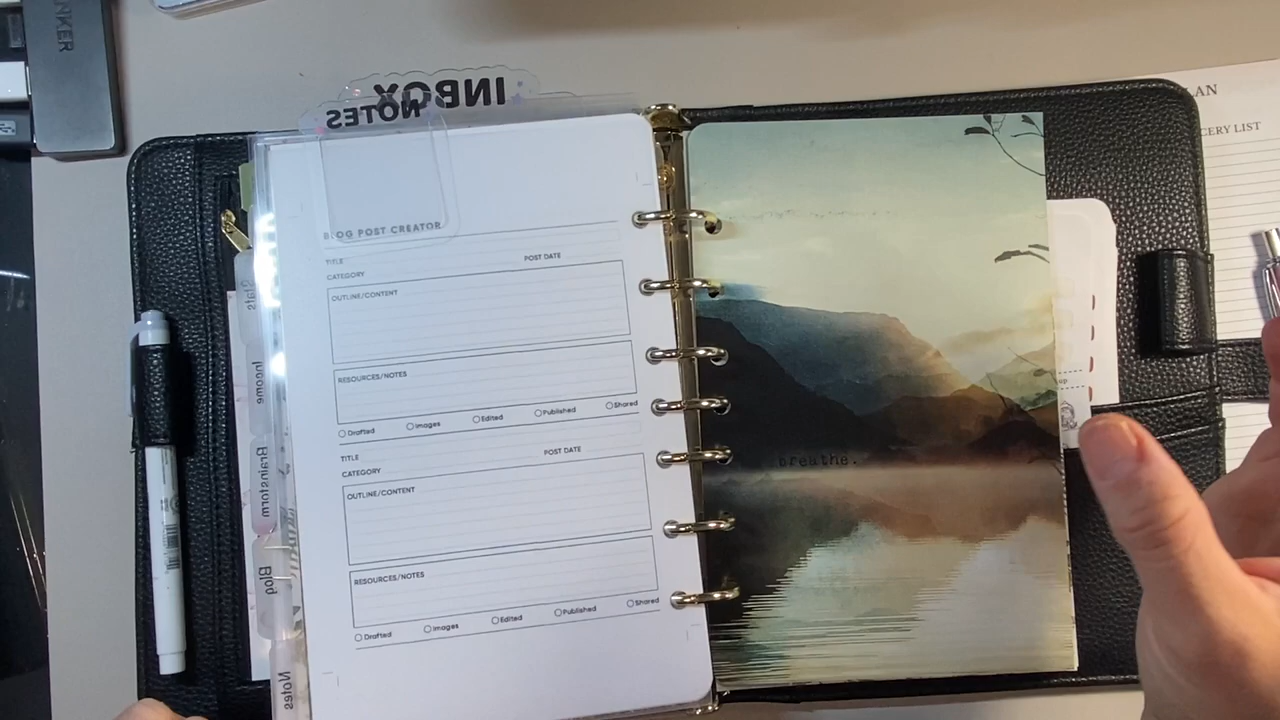 ANKER
INBOX
NOTES
LAN
CERY LIST
BLOG POST CREATOR
TITLE
POST DATE
CATEGORY
OUTLINE/CONTENT
RESOURCES/NOTES
Drafted
Images
Edited
Published
Shared
TITLE
POST DATE
CATEGORY
OUTLINE/CONTENT
RESOURCES/NOTES
Drafted
Images
Edited
Published
Shared
Stats
Income
Brainstorm
Blog
Notes
breathe.